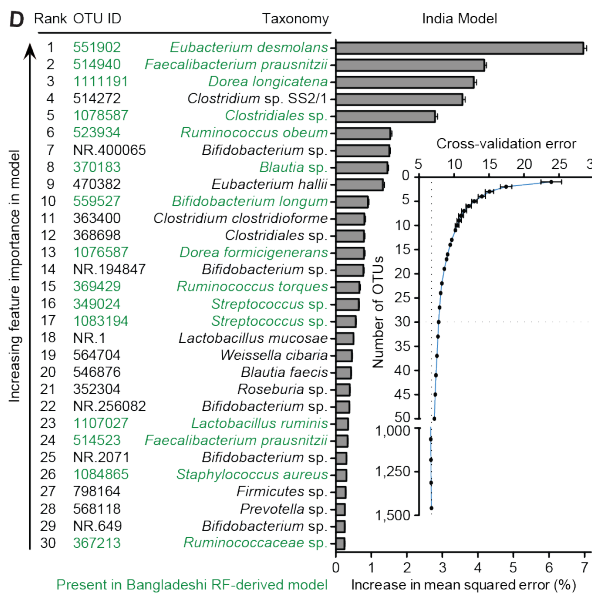 D Rank OTU ID Taxonomy India Model
1 551902 Eubacterium desmolans
2 514940 Faecalibacterium prausnitzii
3 1111191 Dorea longicatena
4 514272 Clostridium sp. SS2/1
5 1078587 Clostridiales sp.
6 523934 Ruminococcus obeum
7 NR.400065 Bifidobacterium sp.
8 370183 Blautia sp.
9 470382 Eubacterium hallii
10 559527 Bifidobacterium longum
11 363400 Clostridium clostridioforme
12 368698 Clostridiales sp.
13 1076587 Dorea formicigenerans
14 NR.194847 Bifidobacterium sp.
15 369429 Ruminococcus torques
16 349024 Streptococcus sp.
17 1083194 Streptococcus sp.
18 NR.1 Lactobacillus mucosae
19 564704 Weissella cibaria
20 546876 Blautia faecis
21 352304 Roseburia sp.
22 NR.256082 Bifidobacterium sp.
23 1107027 Lactobacillus ruminis
24 514523 Faecalibacterium prausnitzii
25 NR.2071 Bifidobacterium sp.
26 1084865 Staphylococcus aureus
27 798164 Firmicutes sp.
28 568118 Prevotella sp.
29 NR.649 Bifidobacterium sp.
30 367213 Ruminococcaceae sp.
Increasing feature importance in model
Cross-validation error
5 10 15 20 25
0
5
10
15
20
25
30
35
40
45
50
1,000
1,250
1,500
Number of OTUs
0 1 2 3 4 5 6 7 %
Present in Bangladeshi RF-derived model
Increase in mean squared error (%)